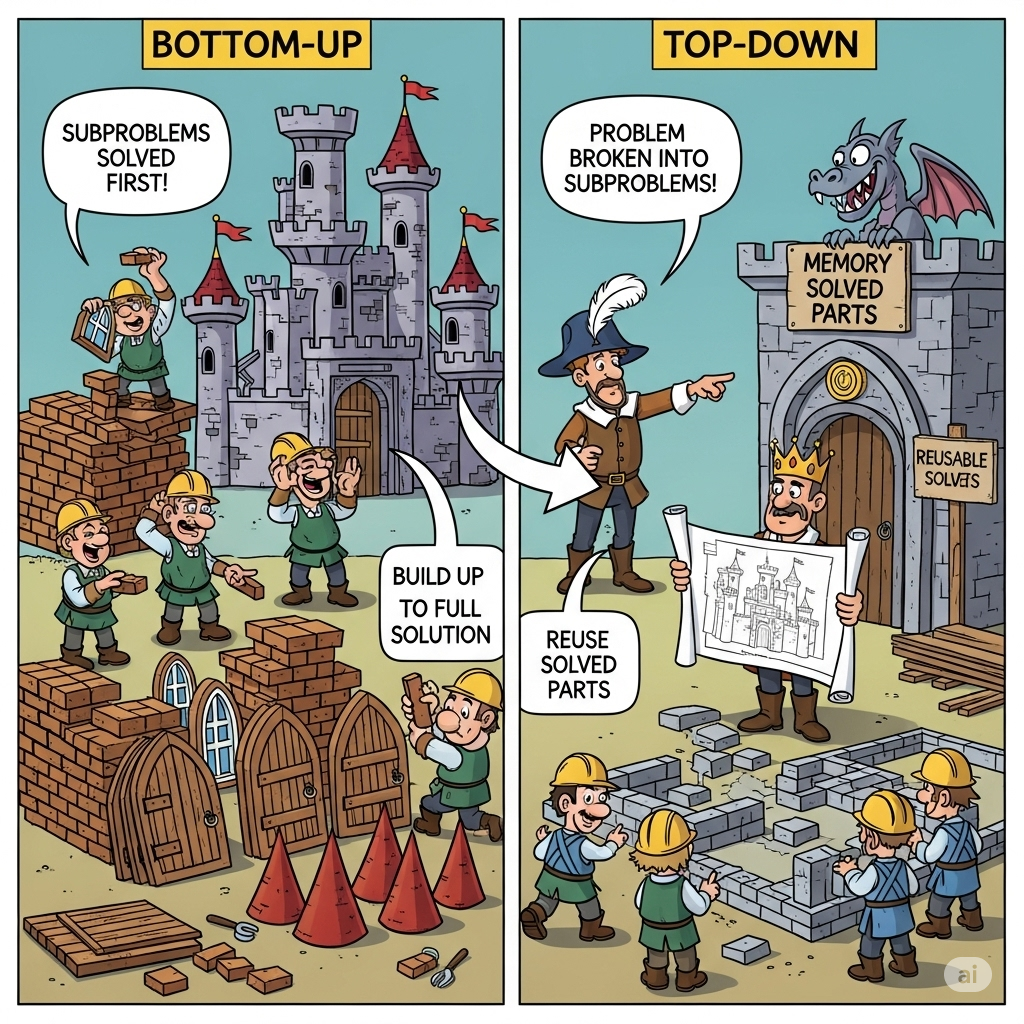 BOTTOM-UP
SUBPROBLEMS
SOLVED
FIRST!
BUILD UP
TO FULL
SOLUTION
TOP-DOWN
PROBLEM
BROKEN INTO
SUBPROBLEMS!
MEMORY
SOLVED
PARTS
REUSABLE
REUSE
SOLVED
PARTS
ai